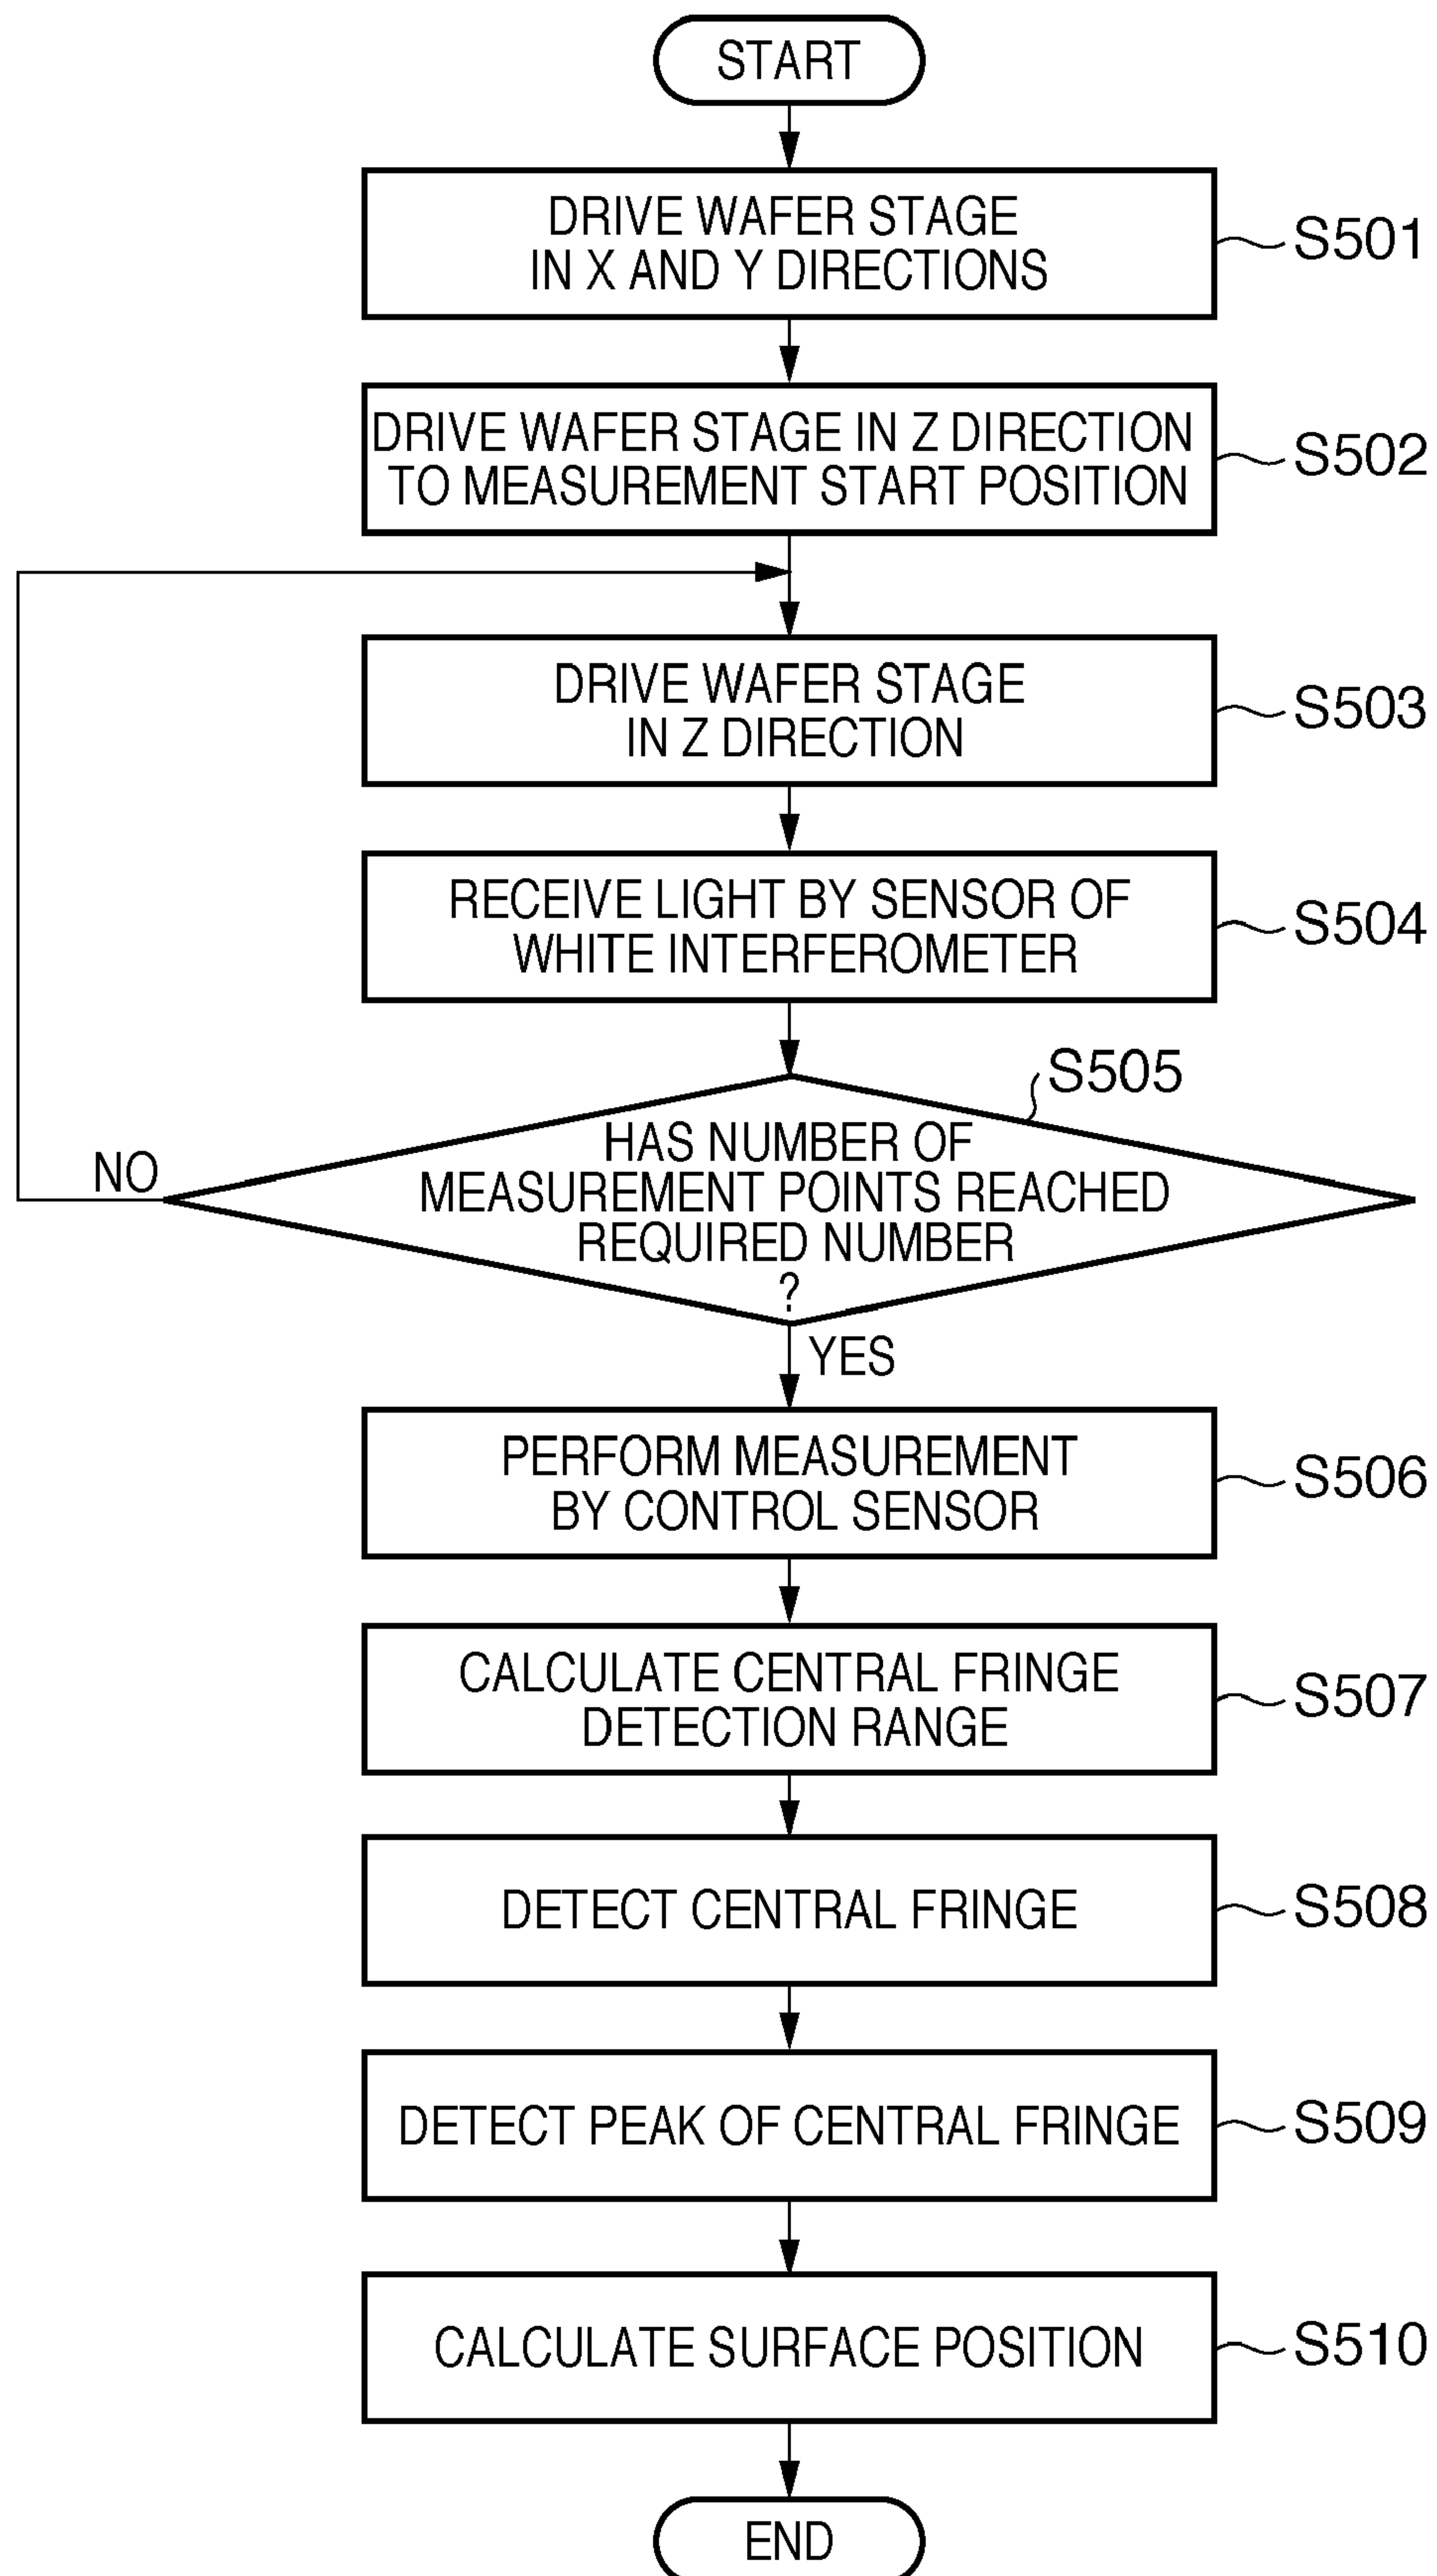 START
DRIVE WAFER STAGE
IN X AND Y DIRECTIONS
S501
DRIVE WAFER STAGE IN Z DIRECTION
TO MEASUREMENT START POSITION
S502
DRIVE WAFER STAGE
IN Z DIRECTION
S503
RECEIVE LIGHT BY SENSOR OF
WHITE INTERFEROMETER
S504
S505
HAS NUMBER OF
MEASUREMENT POINTS REACHED
REQUIRED NUMBER
?
NO
YES
PERFORM MEASUREMENT
BY CONTROL SENSOR
S506
CALCULATE CENTRAL FRINGE
DETECTION RANGE
S507
DETECT CENTRAL FRINGE
S508
DETECT PEAK OF CENTRAL FRINGE
S509
CALCULATE SURFACE POSITION
S510
END